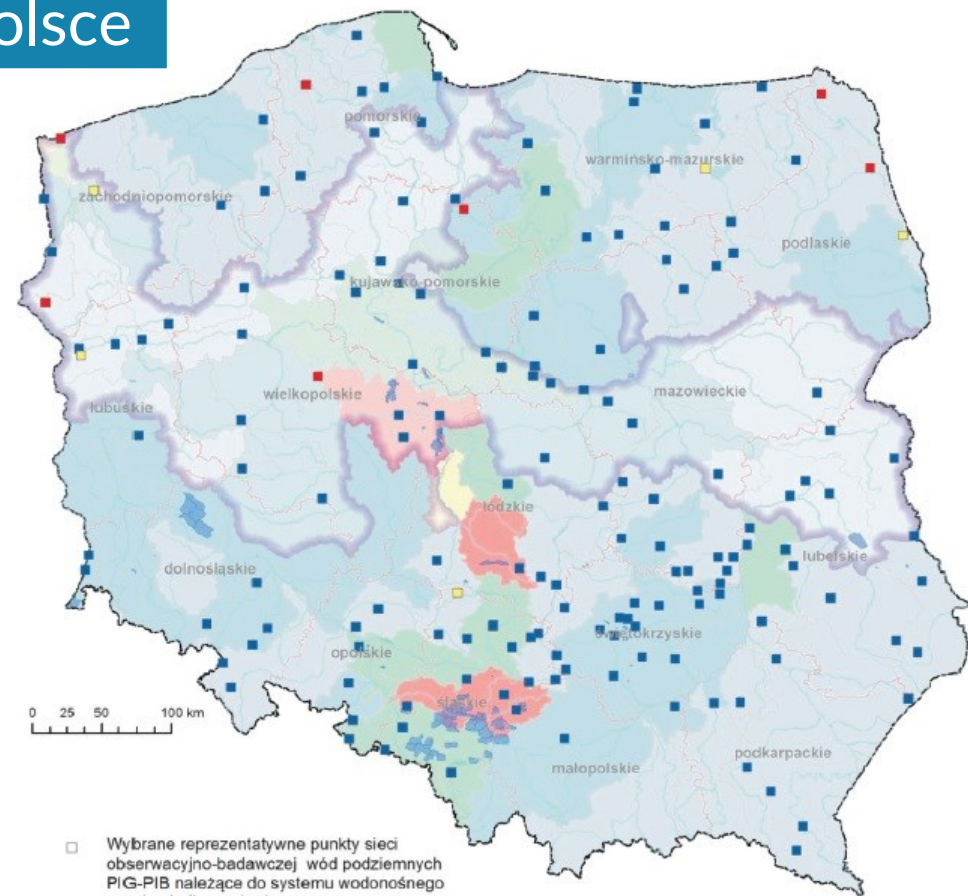 olsce
pomorskie
warmińsko-mazurskie
zachodniopomorskie
podlaskie
kujawsko-pomorskie
wielkopolskie
mazowieckie
lubuskie
łódzkie
lubelskie
dolnośląskie
świętokrzyskie
opolskie
śląskie
0 25 50 100 km
podkarpackie
małopolskie
Wybrane reprezentatywne punkty sieci
obserwacyjno-badawczej wód podziemnych
PIG-PIB należące do systemu wodonośnego